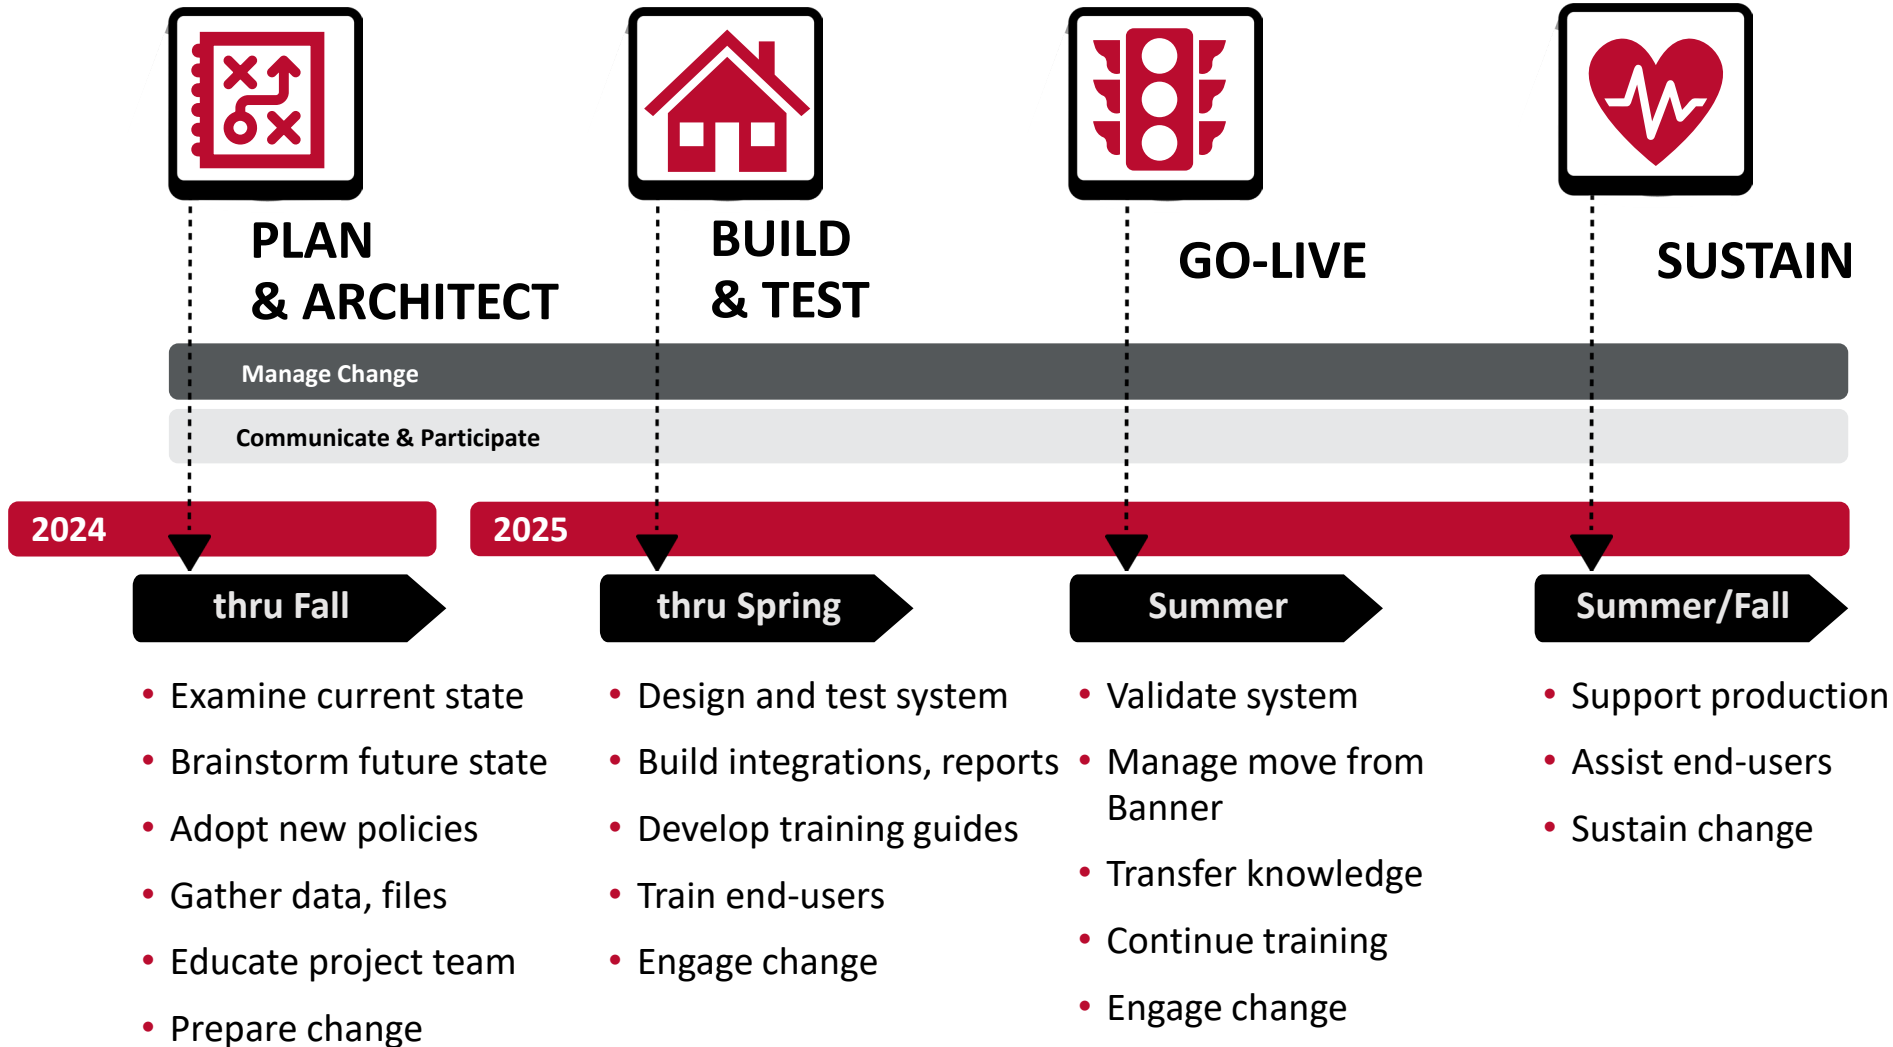 PLAN
& ARCHITECT
BUILD
& TEST
GO-LIVE
SUSTAIN
Manage Change
Communicate & Participate
2024
2025
thru Fall
• Examine current state
• Brainstorm future state
• Adopt new policies
• Gather data, files
• Educate project team
• Prepare change
thru Spring
• Design and test system
• Build integrations, reports
• Develop training guides
• Train end-users
• Engage change
Summer
• Validate system
• Manage move from
Banner
• Transfer knowledge
• Continue training
• Engage change
Summer/Fall
• Support production
• Assist end-users
• Sustain change